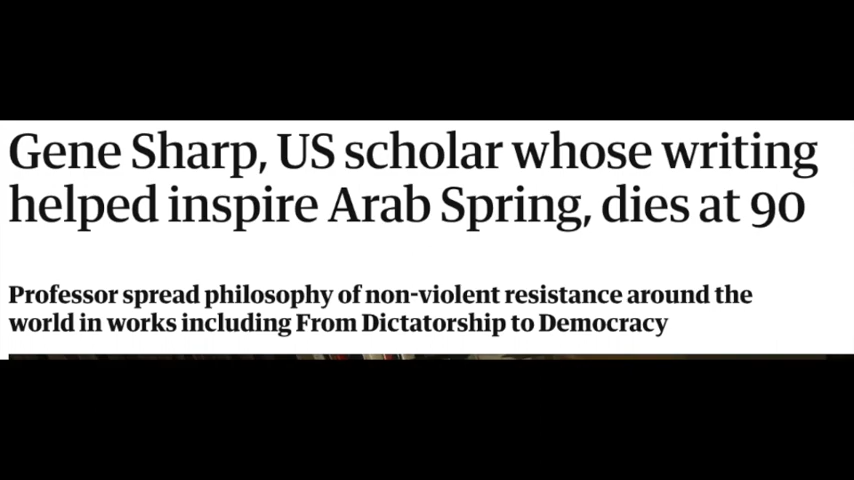 Gene Sharp, US scholar whose writing
helped inspire Arab Spring, dies at 90
Professor spread philosophy of non-violent resistance around the
world in works including From Dictatorship to Democracy